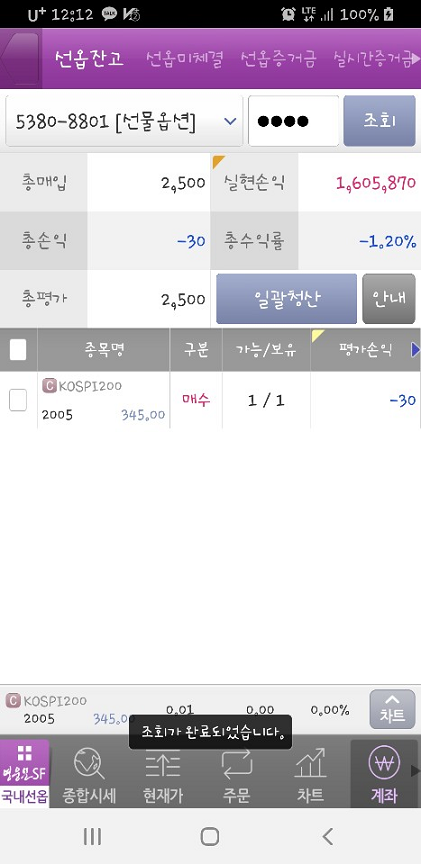 U+ 12:12 LTE 100%
선옵잔고 선옵미체결 선옵증거금 실시간증거금
5380-8801 [선물옵션] ●●●● 조회
총매입 2,500 실현손익 1,605,870
총손익 -30 총수익률 -1.20%
총평가 2,500 일괄청산 안내
종목명 구분 가능/보유 평가손익
C KOSPI200
2005 345.00 매수 1 / 1 -30
C KOSPI200
2005 345.00 0.01 0.00 0.00% 차트
조회가 완료되었습니다.
영웅문SF
국내선옵 종합시세 현재가 주문 차트 계좌